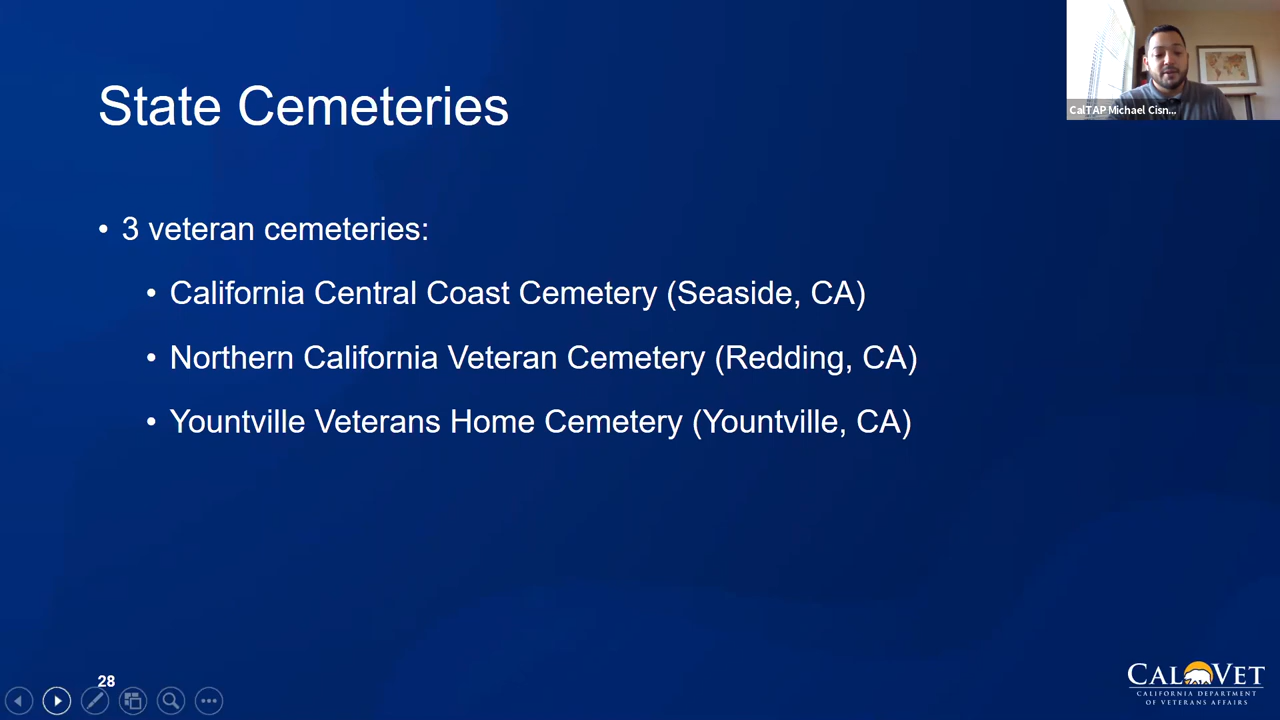 State Cemeteries
CalTAP Michael Cisn...
• 3 veteran cemeteries:
• California Central Coast Cemetery (Seaside, CA)
• Northern California Veteran Cemetery (Redding, CA)
• Yountville Veterans Home Cemetery (Yountville, CA)
28
CALVET
CALIFORNIA DEPARTMENT
OF VETERANS AFFAIRS